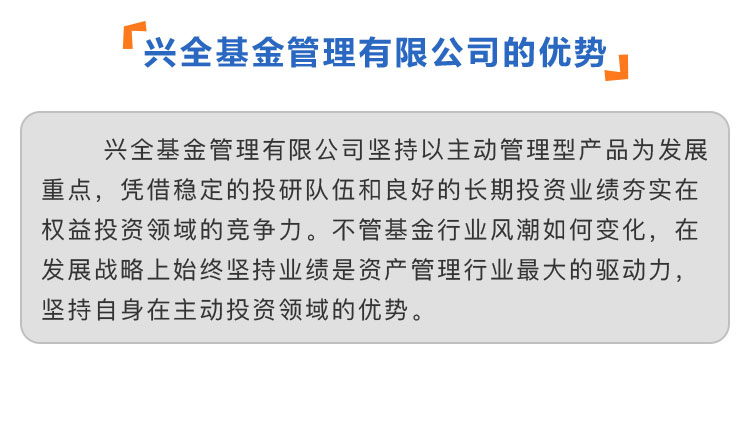 兴全基金管理有限公司的优势
兴全基金管理有限公司坚持以主动管理型产品为发展
重点，凭借稳定的投研队伍和良好的长期投资业绩夯实在
权益投资领域的竞争力。不管基金行业风潮如何变化，在
发展战略上始终坚持业绩是资产管理行业最大的驱动力，
坚持自身在主动投资领域的优势。